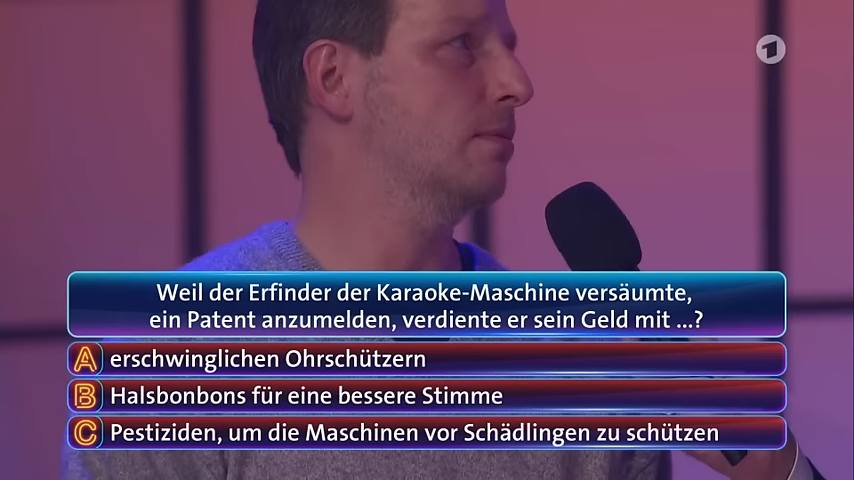 1
Weil der Erfinder der Karaoke-Maschine versäumte,
ein Patent anzumelden, verdiente er sein Geld mit ...?
A erschwinglichen Ohrschützern
B Halsbonbons für eine bessere Stimme
C Pestiziden, um die Maschinen vor Schädlingen zu schützen